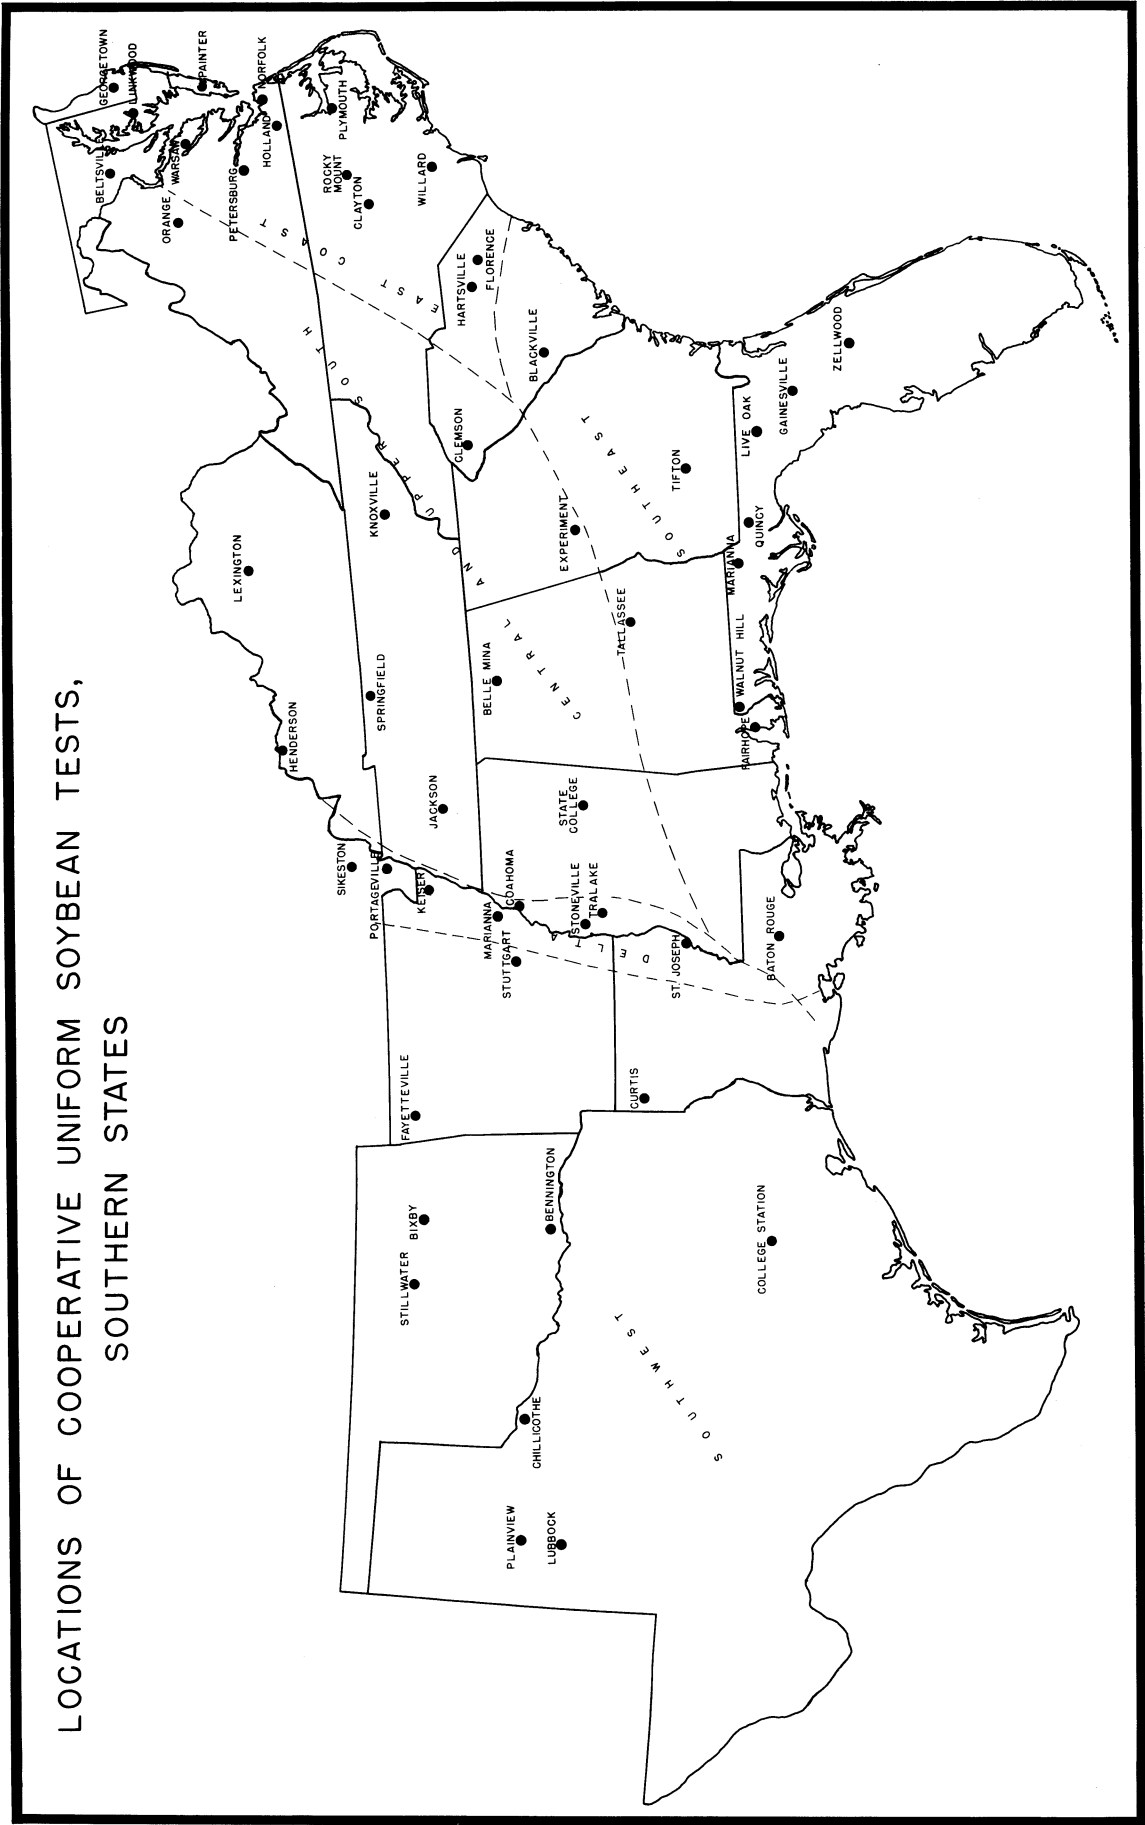 LOCATIONS OF COOPERATIVE UNIFORM SOYBEAN TESTS,
SOUTHERN STATES
PLAINVIEW
LUBBOCK
CHILLICOTHE
STILLWATER
BIXBY
BENNINGTON
COLLEGE STATION
SOUTHWEST
FAYETTEVILLE
CURTIS
STUTTGART
MARIANNA
ST. JOSEPH
BATON ROUGE
DELTA
SIKESTON
PORTAGEVILLE
KEISER
COAHOMA
STONEVILLE
TRALAKE
STATE
COLLEGE
JACKSON
HENDERSON
SPRINGFIELD
LEXINGTON
KNOXVILLE
BELLE MINA
TALLASSEE
FAIRHOPE
WALNUT HILL
MARIANNA
QUINCY
LIVE OAK
GAINESVILLE
ZELLWOOD
EXPERIMENT
TIFTON
SOUTHEAST
UPPER AND CENTRAL
SOUTH
EAST COAST
CLEMSON
BLACKVILLE
HARTSVILLE
FLORENCE
WILLARD
CLAYTON
ROCKY
MOUNT
PLYMOUTH
HOLLAND
NORFOLK
PETERSBURG
ORANGE
WARSAW
PAINTER
BELTSVILLE
LINKWOOD
GEORGETOWN